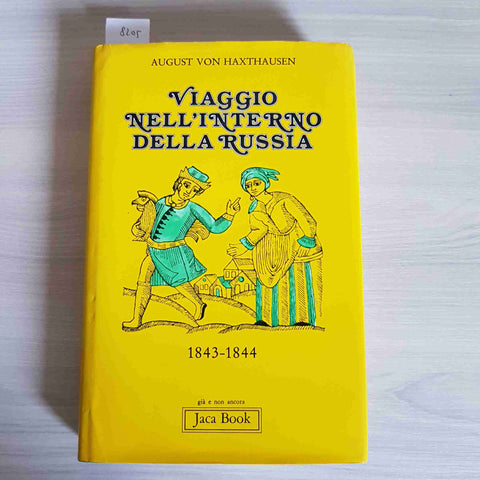 8205
AUGUST VON HAXTHAUSEN
VIAGGIO
NELL'INTERNO
DELLA RUSSIA
1843-1844
già e non ancora
Jaca Book